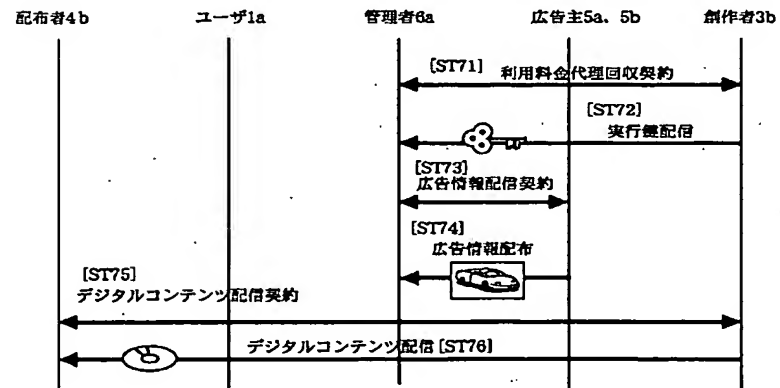 配布者4b ユーザ1a 管理者6a 広告主5a、5b 創作者3b
[ST71] 利用料金代理回収契約
[ST72]
実行鍵配信
[ST73]
広告情報配信契約
[ST74]
広告情報配布
[ST75]
デジタルコンテンツ配信契約
デジタルコンテンツ配信[ST76]